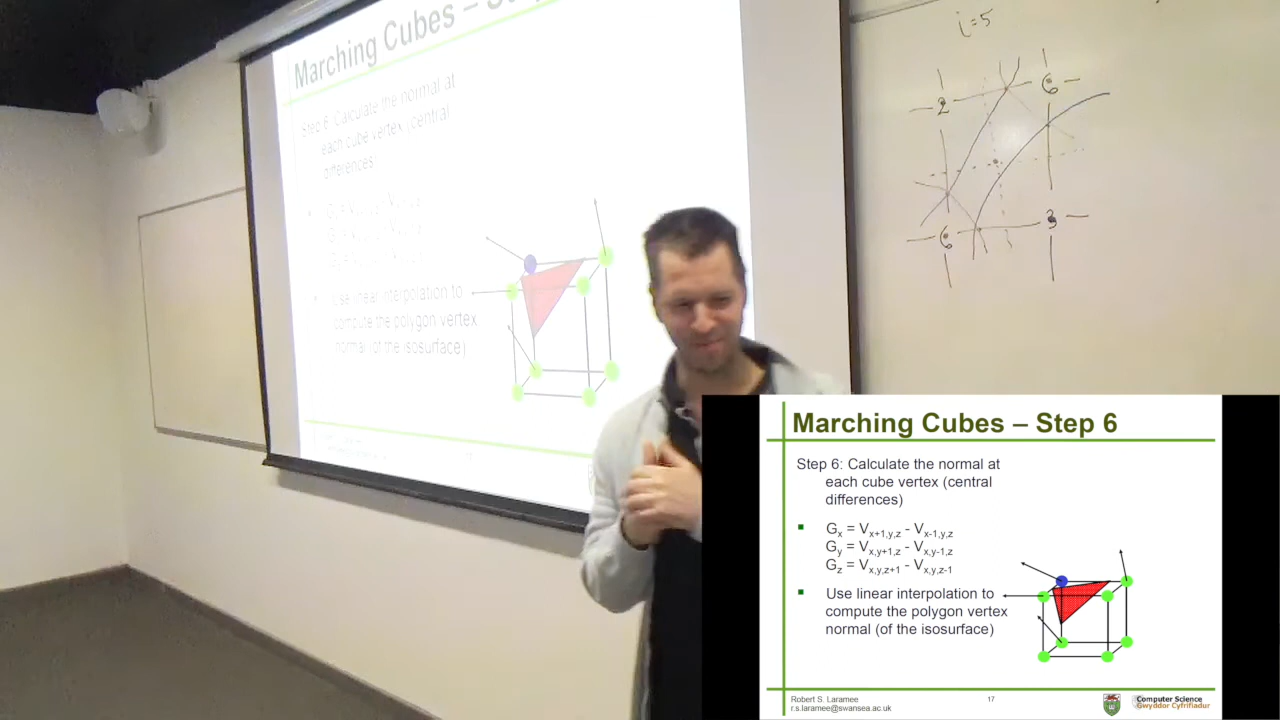 Marching Cubes – St
Step 6: Calculate the normal at
each cube vertex (central
differences)
Use linear interpolation to
compute the polygon vertex
normal (of the isosurface)
i=5
2
6
6
3
Marching Cubes – Step 6
Step 6: Calculate the normal at
each cube vertex (central
differences)
Gx = Vx+1,y,z - Vx-1,y,z
Gy = Vx,y+1,z - Vx,y-1,z
Gz = Vx,y,z+1 - Vx,y,z-1
Use linear interpolation to
compute the polygon vertex
normal (of the isosurface)
Robert S. Laramee
r.s.laramee@swansea.ac.uk
17
Computer Science
Gwyddor Cyfrifiadur